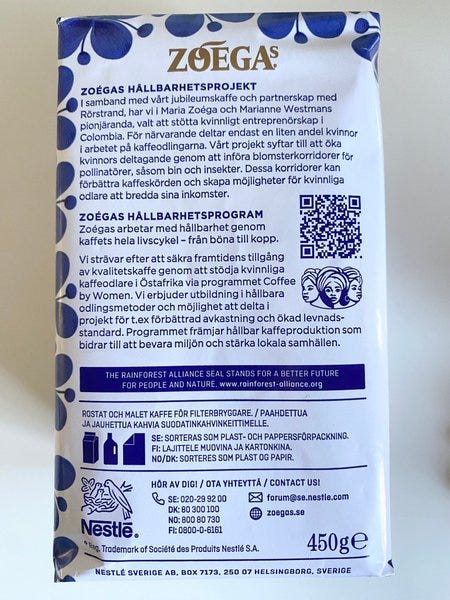 ZOÉGAS
ZOÉGAS HÅLLBARHETSPROJEKT
I samband med vårt jubileumskaffe och partnerskap med
Rörstrand, har vi i Maria Zoéga och Marianne Westmans
pionjäranda, valt att stötta kvinnligt entreprenörskap i
Colombia. För närvarande deltar endast en liten andel kvinnor
i arbetet på kaffeodlingarna. Vårt projekt syftar till att öka
kvinnors deltagande genom att införa blomsterkorridorer för
pollinatörer, såsom bin och insekter. Dessa korridorer kan
förbättra kaffeskörden och skapa möjligheter för kvinnliga
odlare att bredda sina inkomster.
ZOÉGAS HÅLLBARHETSPROGRAM
Zoégas arbetar med hållbarhet genom
kaffets hela livscykel – från böna till kopp.
Vi strävar efter att säkra framtidens tillgång
av kvalitetskaffe genom att stödja kvinnliga
kaffeodlare i Östafrika via programmet Coffee
by Women. Vi erbjuder utbildning i hållbara
odlingsmetoder och möjlighet att delta i
projekt för t.ex förbättrad avkastning och ökad levnads-
standard. Programmet främjar hållbar kaffeproduktion som
bidrar till att bevara miljön och stärka lokala samhällen.
THE RAINFOREST ALLIANCE SEAL STANDS FOR A BETTER FUTURE
FOR PEOPLE AND NATURE. www.rainforest-alliance.org
ROSTAT OCH MALET KAFFE FÖR FILTERBRYGGARE. / PAAHDETTUA
JA JAUHETTUA KAHVIA SUODATINKAHVINKEITTIMELLE.
SE: SORTERAS SOM PLAST- OCH PAPPERSFÖRPACKNING.
FI: LAJITTELE MUOVINA JA KARTONKINA.
NO/DK: SORTERES SOM PLAST OG PAPIR.
HÖR AV DIG! / OTA YHTEYTTÄ / CONTACT US!
SE: 020-29 92 00
DK: 80 300 100
NO: 800 80 730
FI: 0800-0-6161
forum@se.nestle.com
zoegas.se
Nestlé®
® Reg. Trademark of Société des Produits Nestlé S.A.
450g℮
NESTLÉ SVERIGE AB, BOX 7173, 250 07 HELSINGBORG, SVERIGE